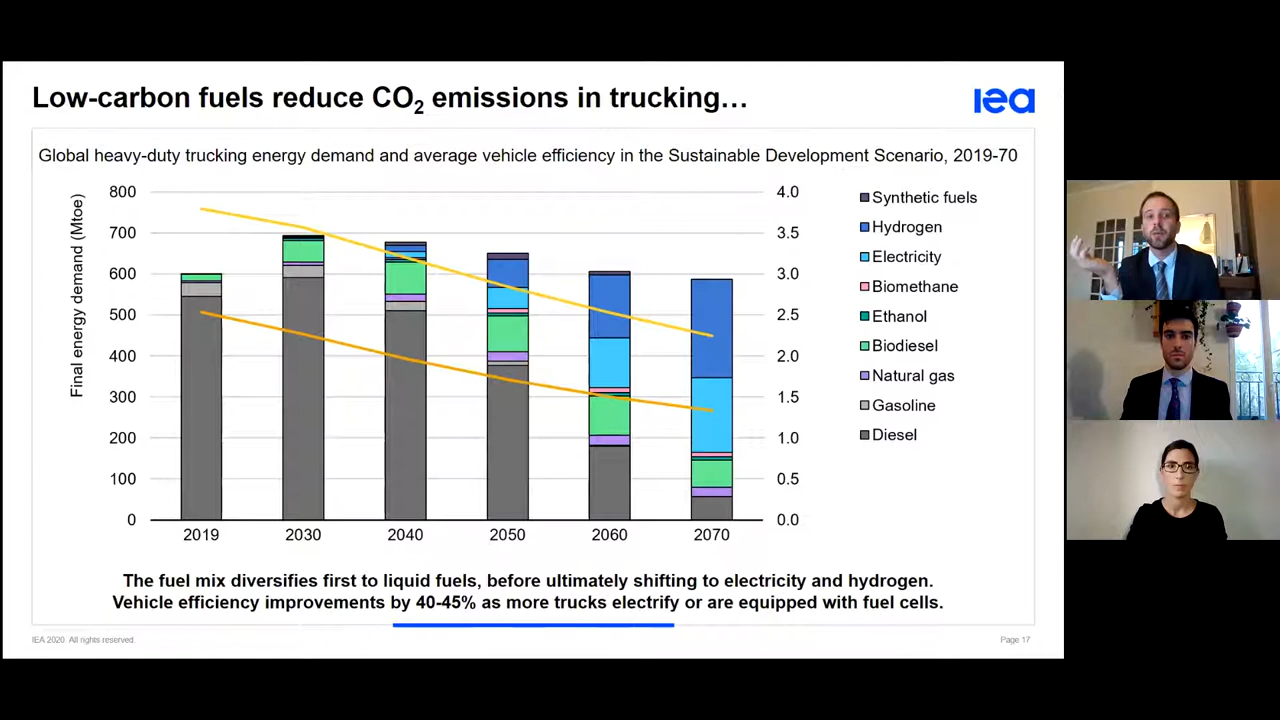 Low-carbon fuels reduce CO2 emissions in trucking…
iea
Global heavy-duty trucking energy demand and average vehicle efficiency in the Sustainable Development Scenario, 2019-70
Final energy demand (Mtoe)
800
700
600
500
400
300
200
100
0
4.0
3.5
3.0
2.5
2.0
1.5
1.0
0.5
0.0
2019 2030 2040 2050 2060 2070
Synthetic fuels
Hydrogen
Electricity
Biomethane
Ethanol
Biodiesel
Natural gas
Gasoline
Diesel
The fuel mix diversifies first to liquid fuels, before ultimately shifting to electricity and hydrogen.
Vehicle efficiency improvements by 40-45% as more trucks electrify or are equipped with fuel cells.
IEA 2020. All rights reserved.
Page 17